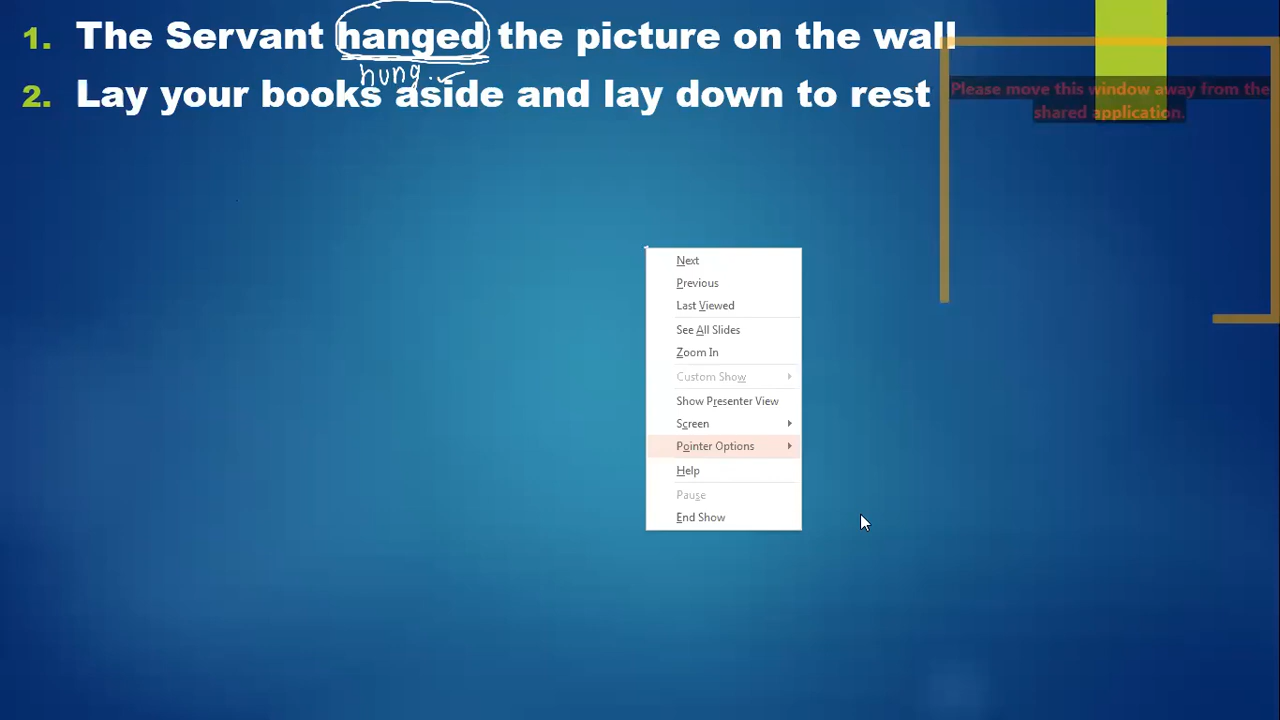 1. The Servant hanged the picture on the wall
hung
2. Lay your books aside and lay down to rest
Please move this window away from the
shared application.
Next
Previous
Last Viewed
See All Slides
Zoom In
Custom Show
Show Presenter View
Screen
Pointer Options
Help
Pause
End Show